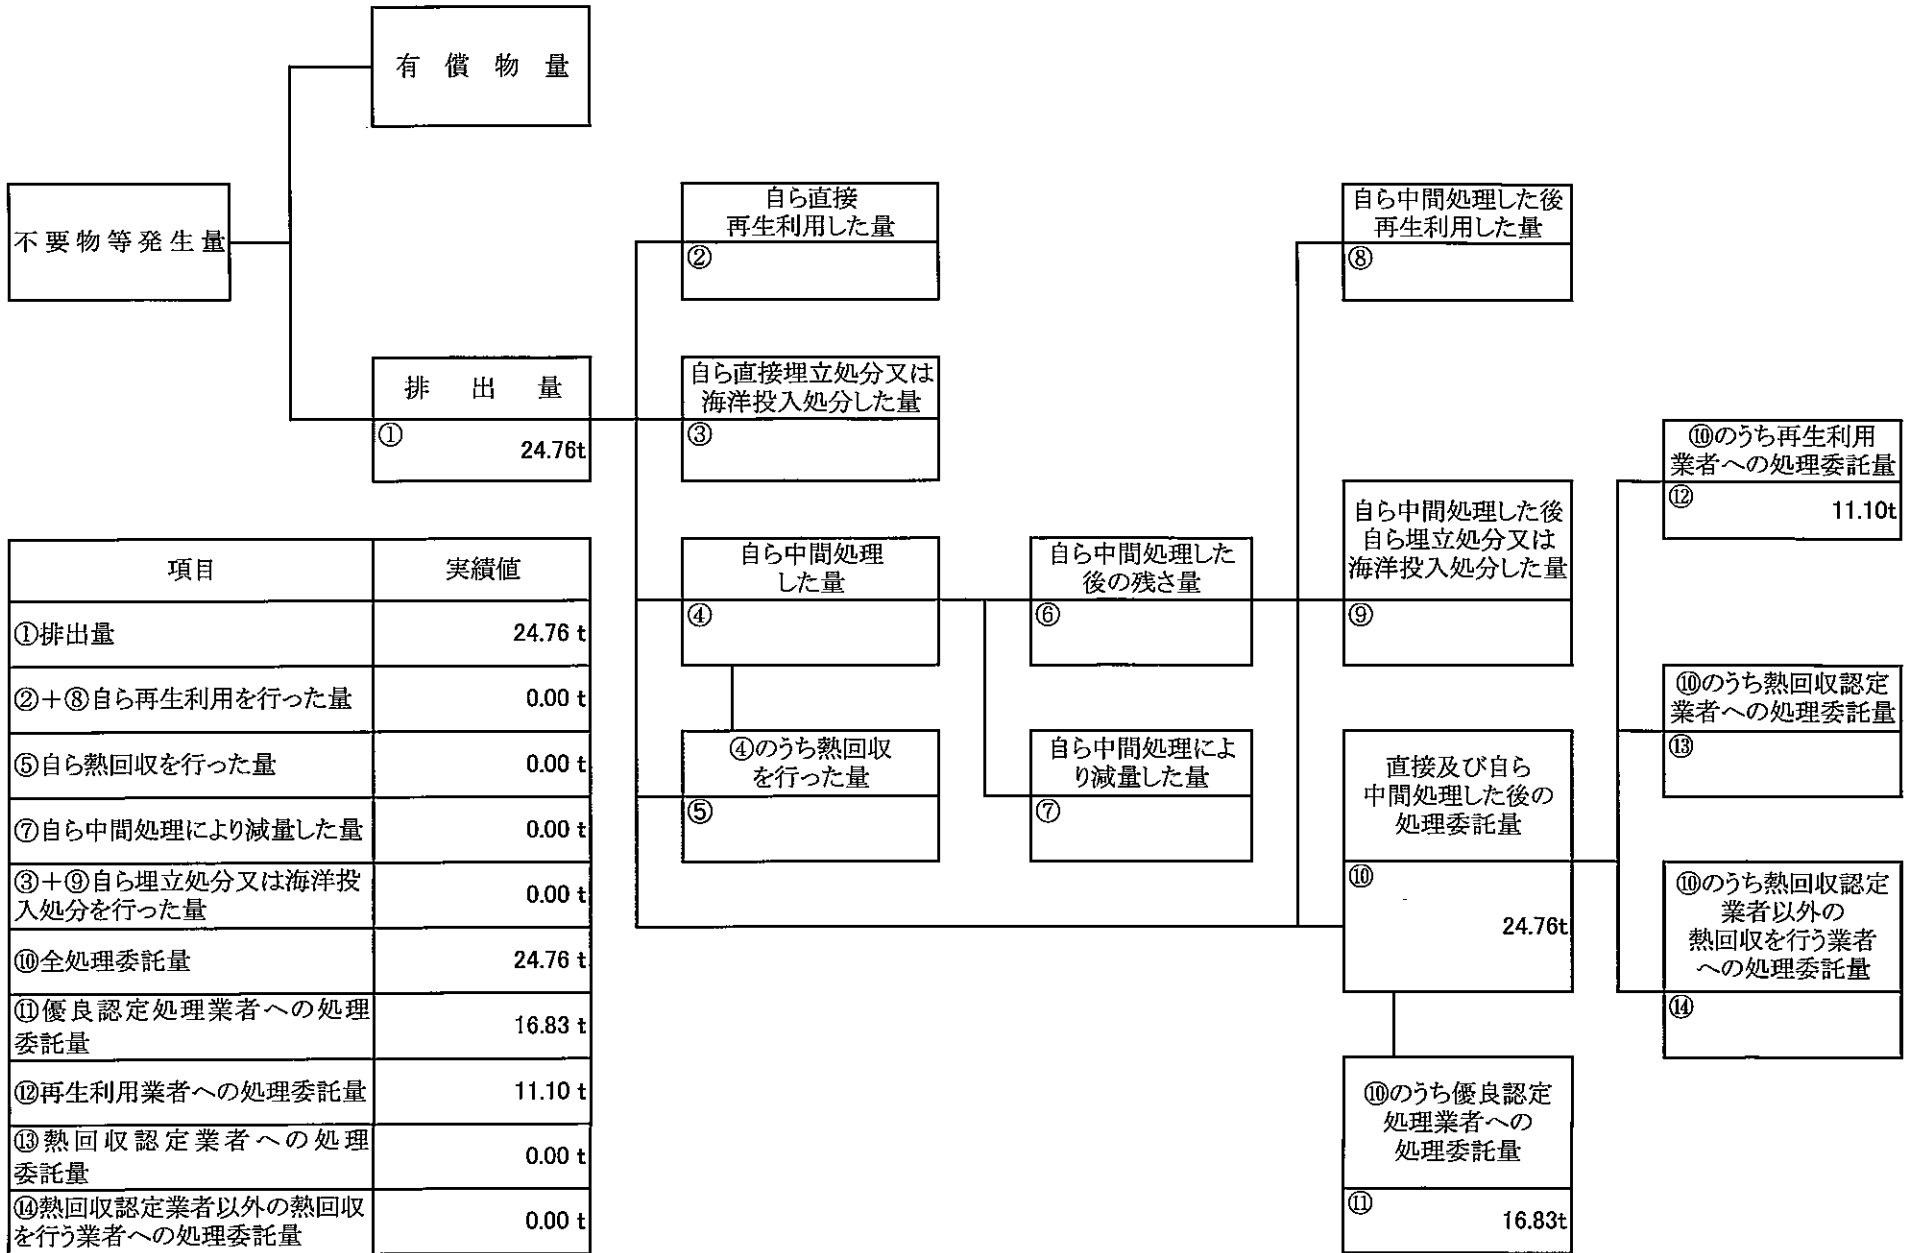 有償物量
不要物等発生量
排出量
① 24.76t
自ら直接
再生利用した量
②
自ら直接埋立処分又は
海洋投入処分した量
③
自ら中間処理
した量
④
④のうち熱回収
を行った量
⑤
自ら中間処理した
後の残さ量
⑥
自ら中間処理によ
り減量した量
⑦
自ら中間処理した後
再生利用した量
⑧
自ら中間処理した後
自ら埋立処分又は
海洋投入処分した量
⑨
直接及び自ら
中間処理した後の
処理委託量
⑩
24.76t
⑩のうち優良認定
処理業者への
処理委託量
⑪
16.83t
⑩のうち再生利用
業者への処理委託量
⑫ 11.10t
⑩のうち熱回収認定
業者への処理委託量
⑬
⑩のうち熱回収認定
業者以外の
熱回収を行う業者
への処理委託量
⑭
項目 実績値
①排出量 24.76 t
②+⑧自ら再生利用を行った量 0.00 t
⑤自ら熱回収を行った量 0.00 t
⑦自ら中間処理により減量した量 0.00 t
③+⑨自ら埋立処分又は海洋投
入処分を行った量 0.00 t
⑩全処理委託量 24.76 t
⑪優良認定処理業者への処理
委託量 16.83 t
⑫再生利用業者への処理委託量 11.10 t
⑬熱回収認定業者への処理
委託量 0.00 t
⑭熱回収認定業者以外の熱回収
を行う業者への処理委託量 0.00 t